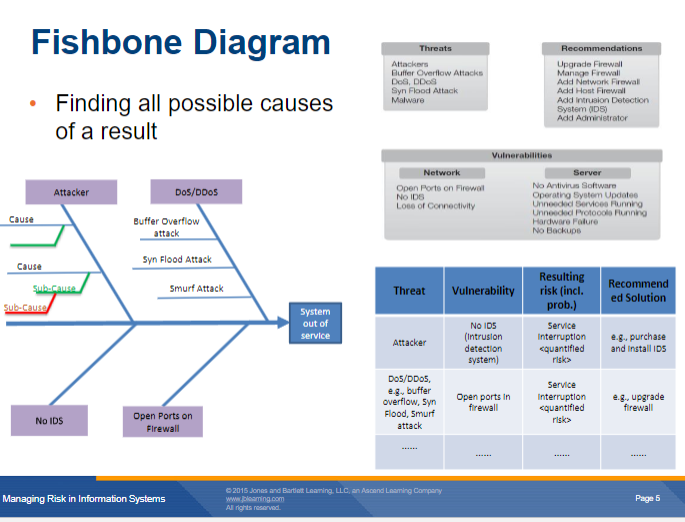 Fishbone Diagram
• Finding all possible causes
of a result
Threats
Attackers
Buffer Overflow Attacks
DoS, DDoS
Syn Flood Attack
Malware
Recommendations
Upgrade Firewall
Manage Firewall
Add Network Firewall
Add Host Firewall
Add Intrusion Detection
System (IDS)
Add Administrator
Vulnerabilities
Network
Open Ports on Firewall
No IDS
Loss of Connectivity
Server
No Antivirus Software
Operating System Updates
Unneeded Services Running
Unneeded Protocols Running
Hardware Failure
No Backups
Attacker
DoS/DDoS
Cause
Cause
Sub-Cause
Sub-Cause
Buffer Overflow
attack
Syn Flood Attack
Smurf Attack
System
out of
service
No IDS
Open Ports on
Firewall
Threat
Vulnerability
Resulting
risk (incl.
prob.)
Recommend
ed Solution
Attacker
No IDS
(intrusion
detection
system)
Service
Interruption
<quantified
risk>
e.g., purchase
and install IDS
DoS/DDoS,
e.g., buffer
overflow, Syn
Flood, Smurf
attack
Open ports in
firewall
Service
Interruption
<quantified
risk>
e.g., upgrade
firewall
......
......
......
......
Managing Risk in Information Systems
© 2015 Jones and Bartlett Learning, LLC, an Ascend Learning Company
www.jblearning.com
All rights reserved.
Page 5